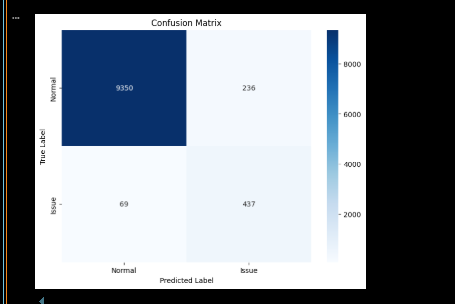 ...
Confusion Matrix
True Label
Normal
9350
236
Issue
69
437
Normal
Issue
Predicted Label
8000
6000
4000
2000